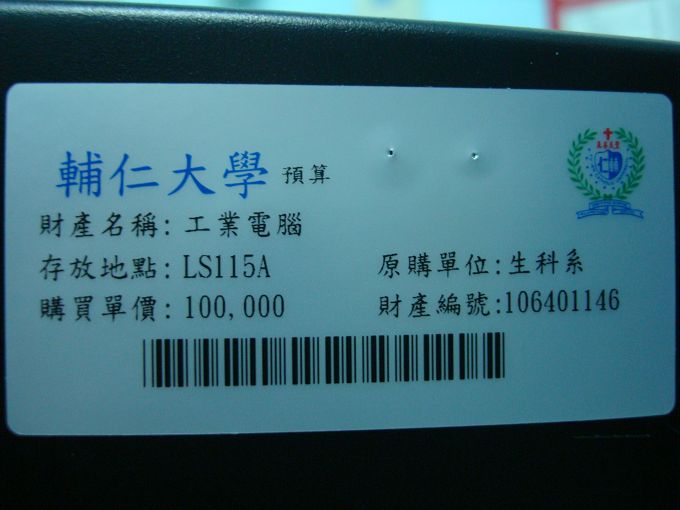 輔仁大學 預算
財產名稱: 工業電腦
存放地點: LS115A 原購單位:生科系
購買單價: 100,000 財產編號:106401146